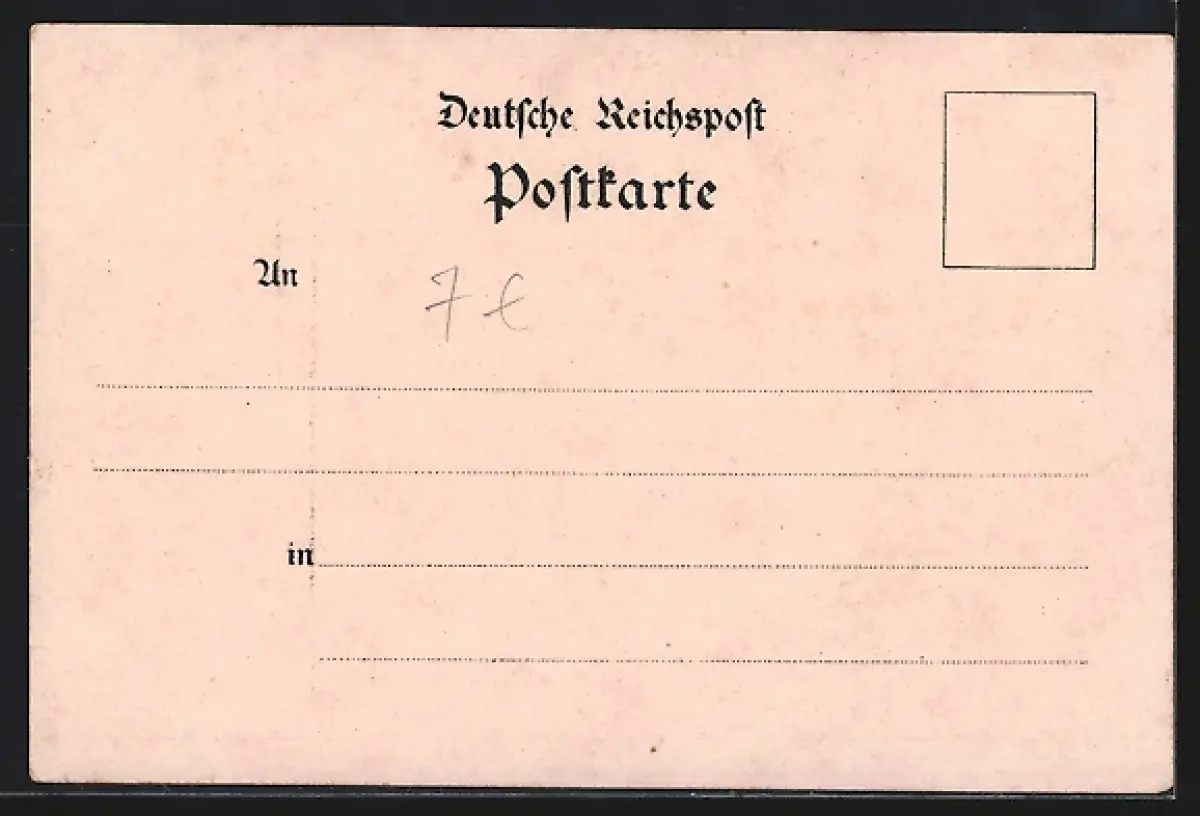 Deutsche Reichspost
Postkarte
An
7 €
in